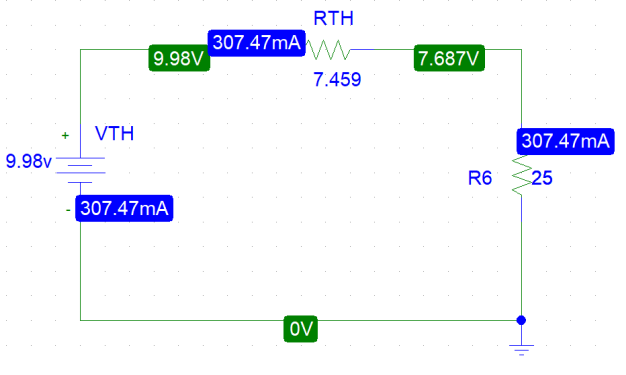 RTH
307.47mA
9.98V
7.687V
7.459
+
VTH
307.47mA
9.98v
R6
25
-
307.47mA
0V